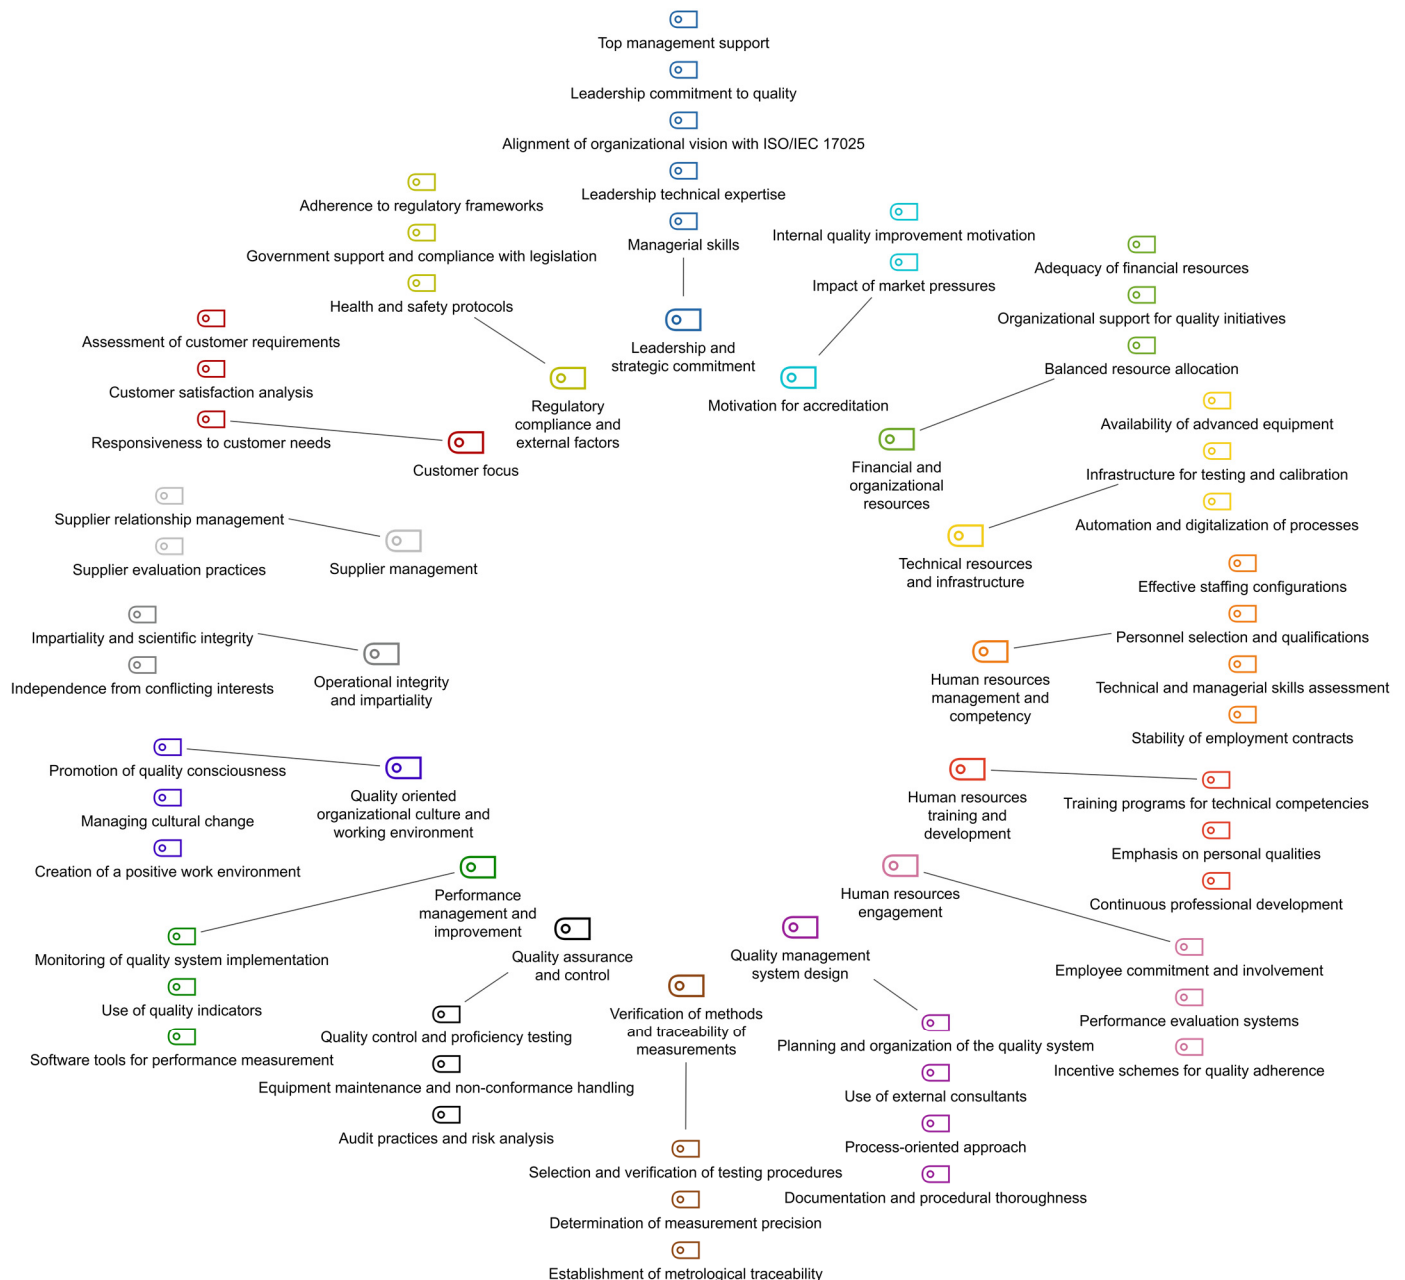 Top management support
Leadership commitment to quality
Alignment of organizational vision with ISO/IEC 17025
Leadership technical expertise
Managerial skills
Leadership and
strategic commitment
Adherence to regulatory frameworks
Government support and compliance with legislation
Health and safety protocols
Regulatory
compliance and
external factors
Internal quality improvement motivation
Impact of market pressures
Motivation for accreditation
Adequacy of financial resources
Organizational support for quality initiatives
Balanced resource allocation
Financial and
organizational
resources
Assessment of customer requirements
Customer satisfaction analysis
Responsiveness to customer needs
Customer focus
Availability of advanced equipment
Infrastructure for testing and calibration
Automation and digitalization of processes
Technical resources
and infrastructure
Supplier relationship management
Supplier evaluation practices
Supplier management
Effective staffing configurations
Personnel selection and qualifications
Technical and managerial skills assessment
Stability of employment contracts
Human resources
management and
competency
Impartiality and scientific integrity
Independence from conflicting interests
Operational integrity
and impartiality
Promotion of quality consciousness
Managing cultural change
Creation of a positive work environment
Quality oriented
organizational culture and
working environment
Human resources
training and
development
Training programs for technical competencies
Emphasis on personal qualities
Continuous professional development
Performance
management and
improvement
Monitoring of quality system implementation
Use of quality indicators
Software tools for performance measurement
Human resources
engagement
Employee commitment and involvement
Performance evaluation systems
Incentive schemes for quality adherence
Quality assurance
and control
Quality control and proficiency testing
Equipment maintenance and non-conformance handling
Audit practices and risk analysis
Quality management
system design
Planning and organization of the quality system
Use of external consultants
Process-oriented approach
Documentation and procedural thoroughness
Verification of methods
and traceability of
measurements
Selection and verification of testing procedures
Determination of measurement precision
Establishment of metrological traceability